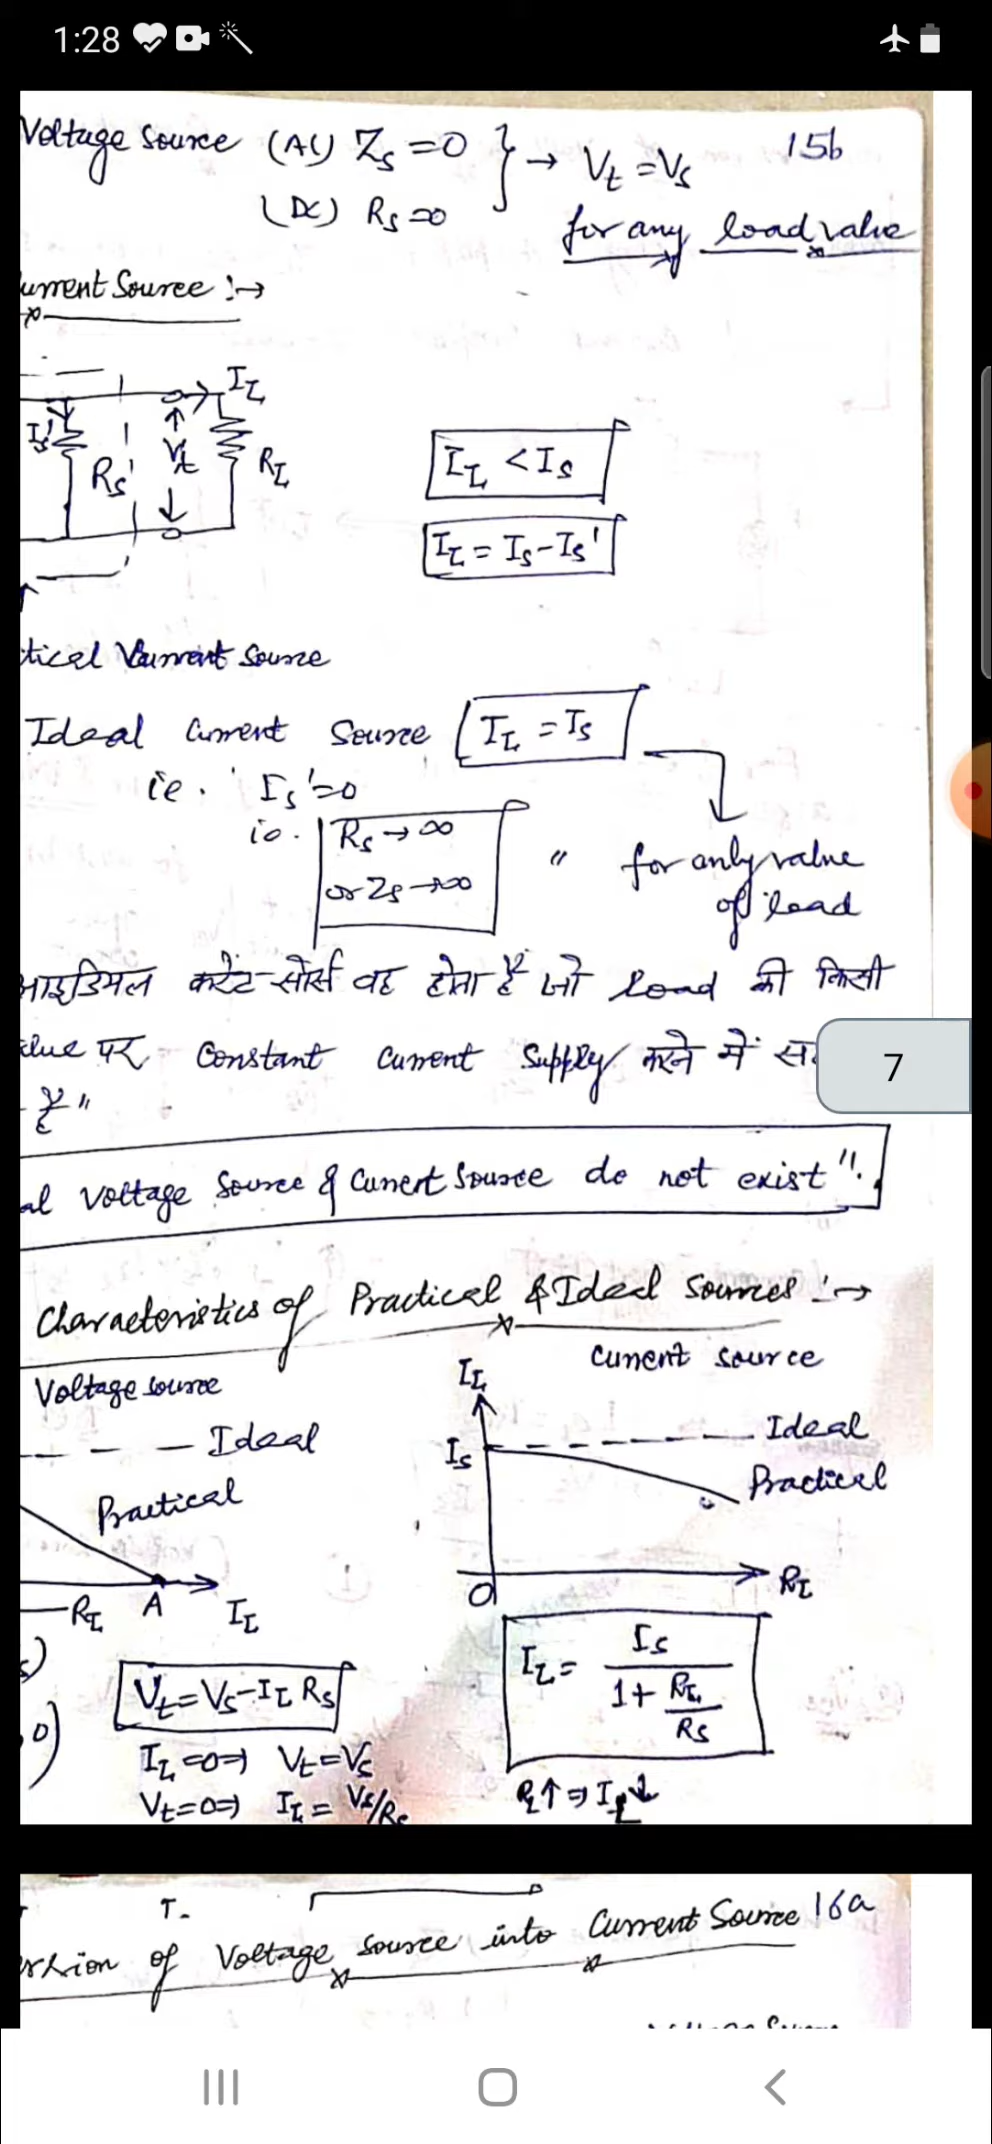 1:28
Voltage Source (AC) Zs =0 } → Vt =Vs 15b
(DC) Rs=0
for any load value
urrent Source :→
IL
Is' Rs Vt RL
IL < Is
IL = Is-Is'
tical Current Source
Ideal Current Source IL = Is
ie. Is'=0
ie. Rs → ∞ " for any value
or Zs → ∞ of load
आइडियल करेंट-सोर्स वह होता है जो load की किसी
alue पर Constant Current Supply करने में स
है "
7
al Voltage Source & Current Source do not exist".
Characteristics of Practical & Ideal Sources :→
Voltage source
Ideal
Practical
RL A IL
Vt=Vs-IL Rs
IL=0⇒ Vt=Vs
Vt=0⇒ IL= Vs/Rs
Current source
IL
Is Ideal
Practical
O RL
IL= Is
1+ RL
Rs
RL↑ ⇒ IL↓
rsion of Voltage source into Current Source 16a